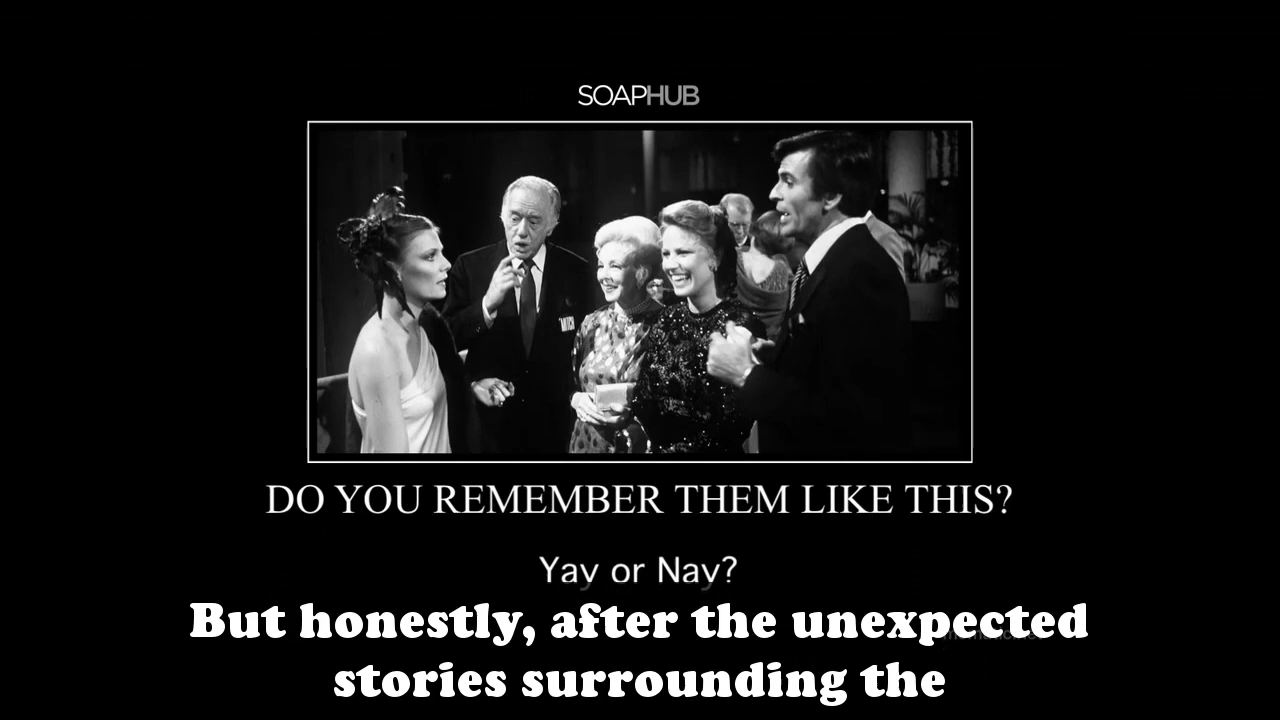 SOAPHUB
DO YOU REMEMBER THEM LIKE THIS?
Yay or Nay?
But honestly, after the unexpected
stories surrounding the